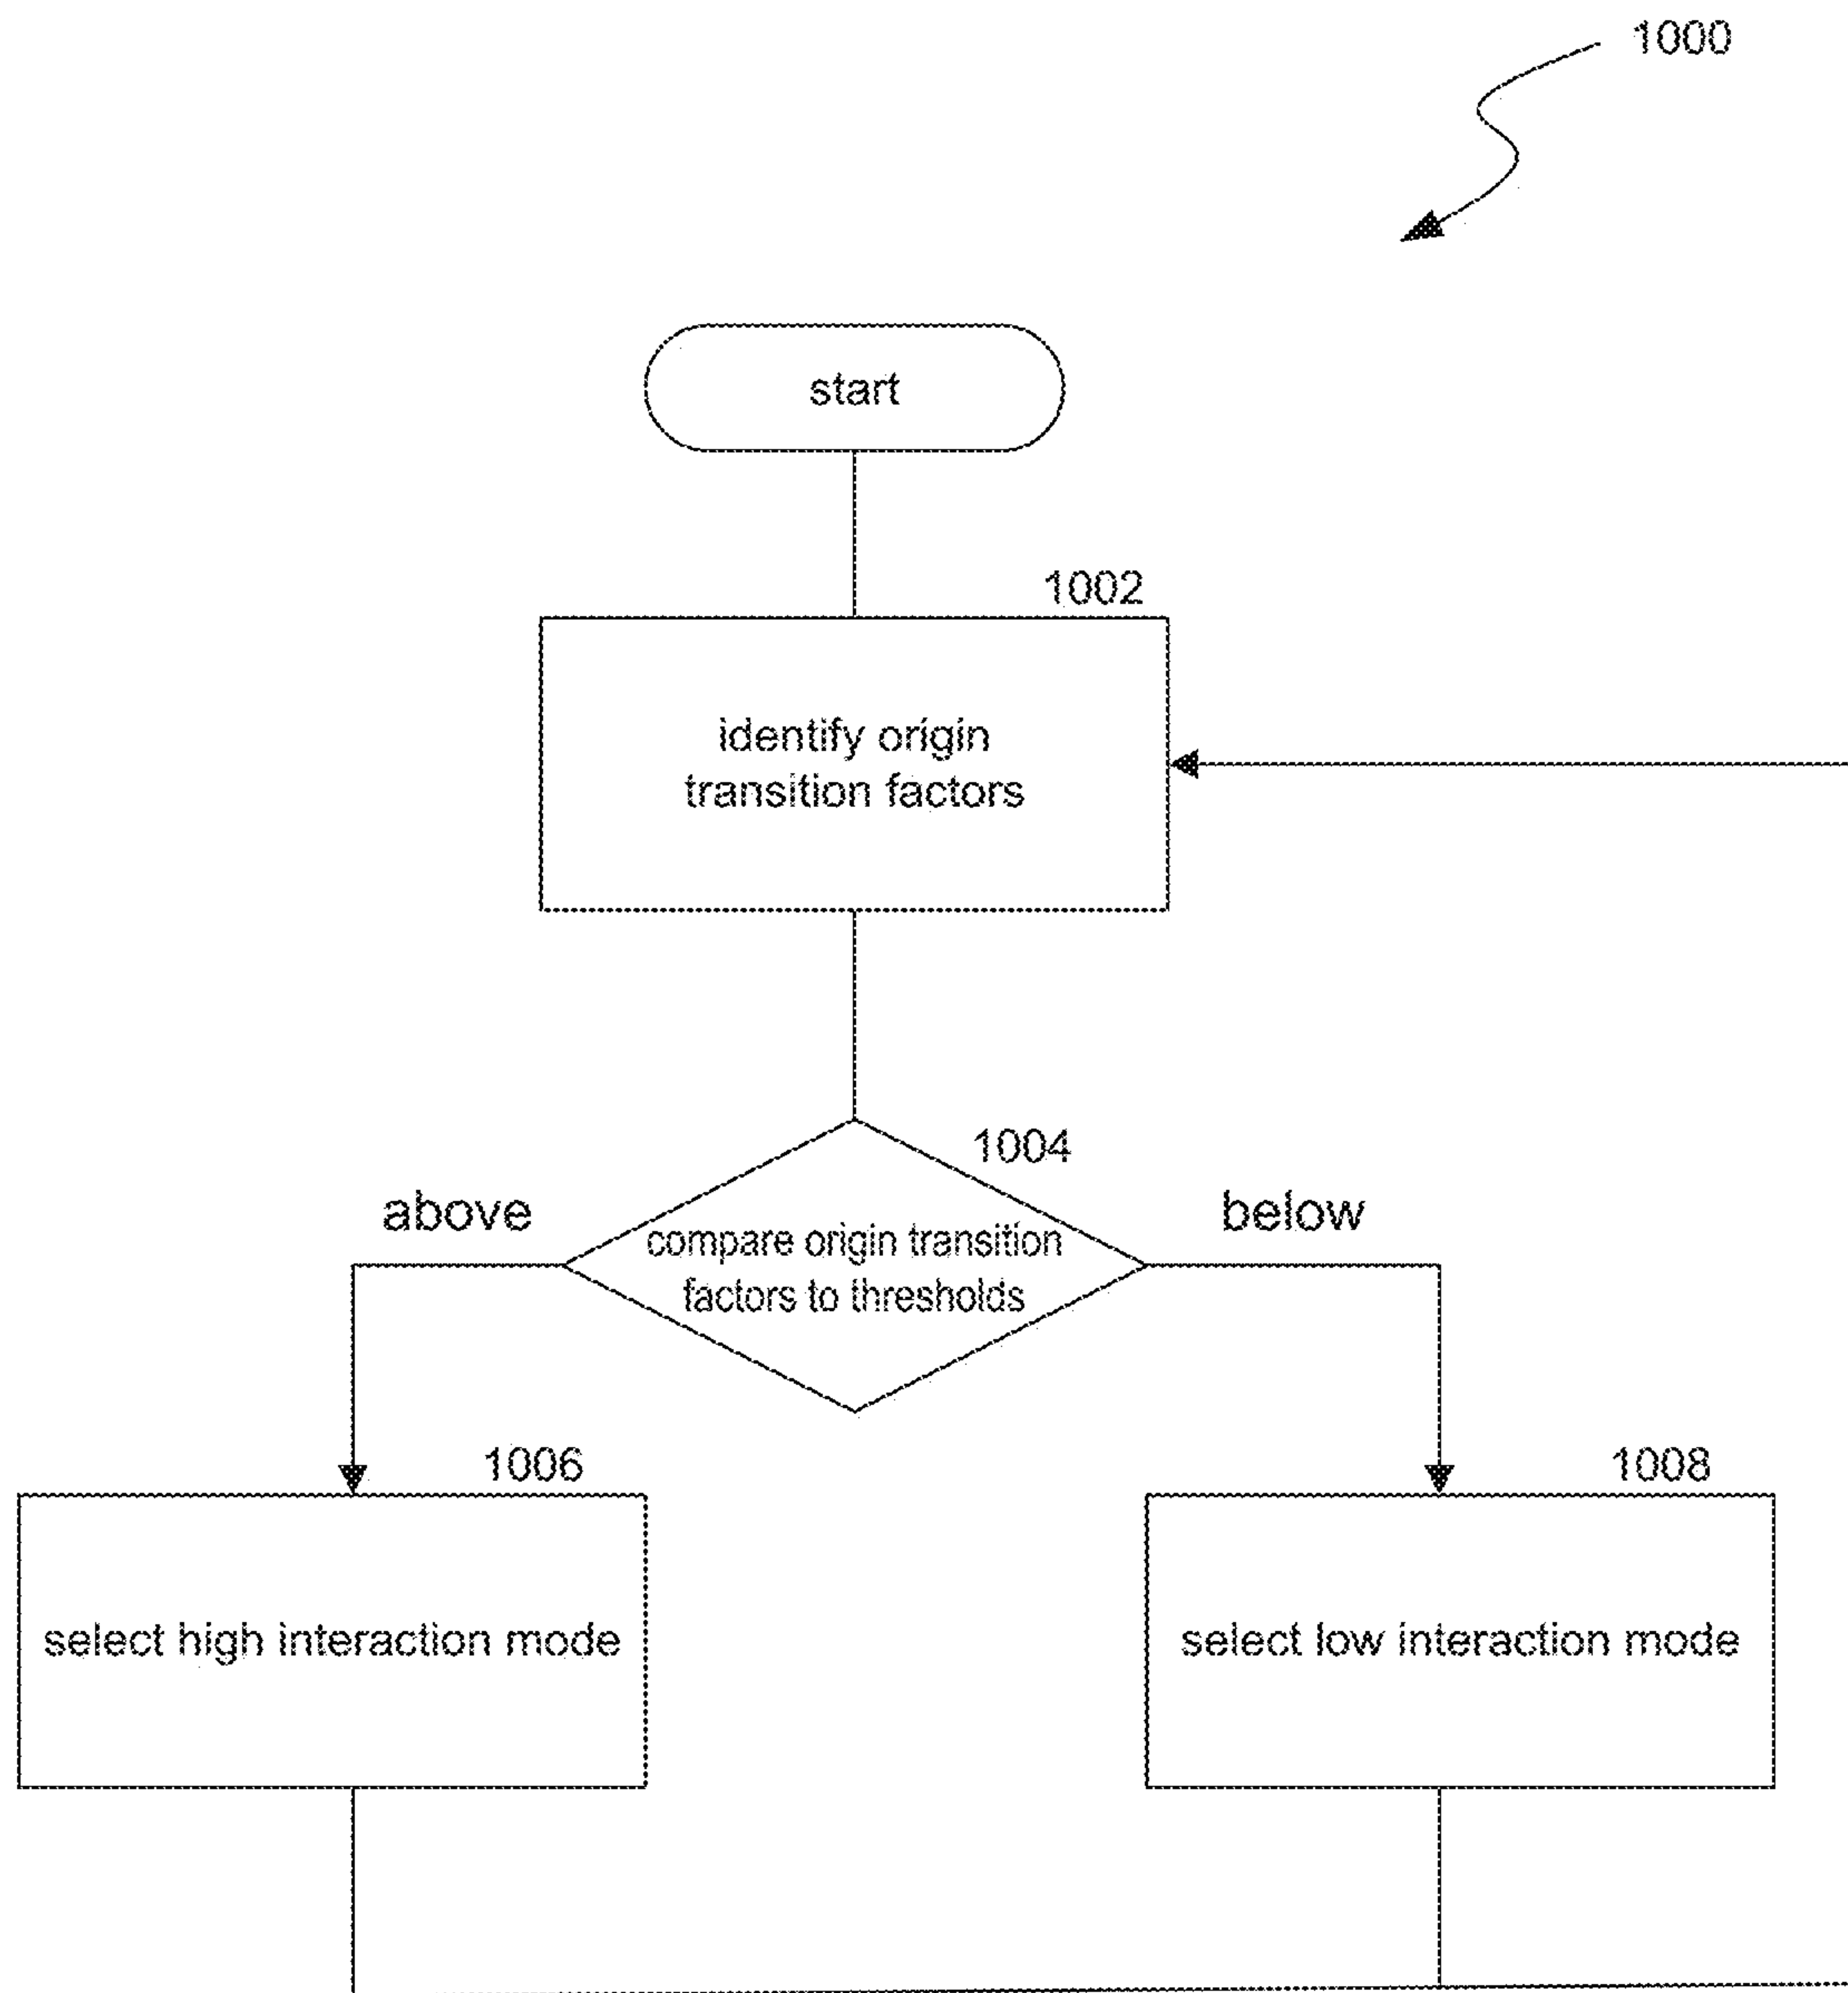 1000
start
1002
identify origin
transition factors
1004
above
below
compare origin transition
factors to thresholds
1006
1008
select high interaction mode
select low interaction mode